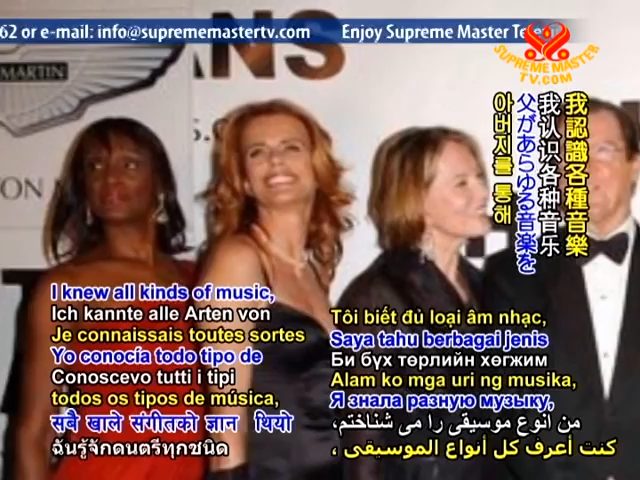 62 or e-mail: info@suprememastertv.com Enjoy Supreme Master Te
SUPREME MASTER
TV.COM
MARTIN
NS
我認識各種音樂
我认识各种音乐
父があらゆる音楽を
아버지를 통해
I knew all kinds of music,
Ich kannte alle Arten von
Je connaissais toutes sortes
Yo conocía todo tipo de
Conoscevo tutti i tipi
todos os tipos de música,
सबै खाले संगीतको ज्ञान थियो
ฉันรู้จักดนตรีทุกชนิด
Tôi biết đủ loại âm nhạc,
Saya tahu berbagai jenis
Би бүх төрлийн хөгжим
Alam ko mga uri ng musika,
Я знала разную музыку,
من انوع موسیقی را می شناختم،
كنت أعرف كل أنواع الموسيقى ،